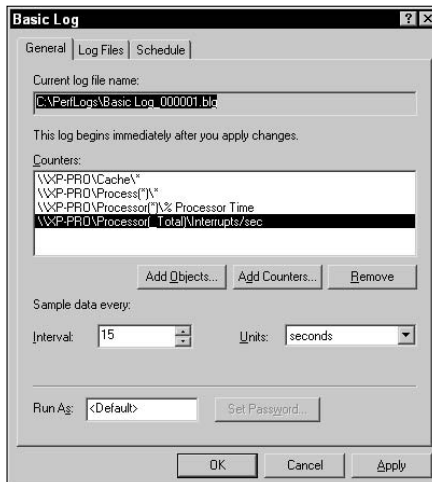 Basic Log
General Log Files Schedule
Current log file name:
C:\PerfLogs\Basic Log_000001.blg
This log begins immediately after you apply changes.
Counters:
\\XP-PRO\Cache\*
\\XP-PRO\Process(*)\*
\\XP-PRO\Processor(*)\% Processor Time
\\XP-PRO\Processor(_Total)\Interrupts/sec
Add Objects... Add Counters... Remove
Sample data every:
Interval: 15 Units: seconds
Run As: <Default> Set Password...
OK Cancel Apply